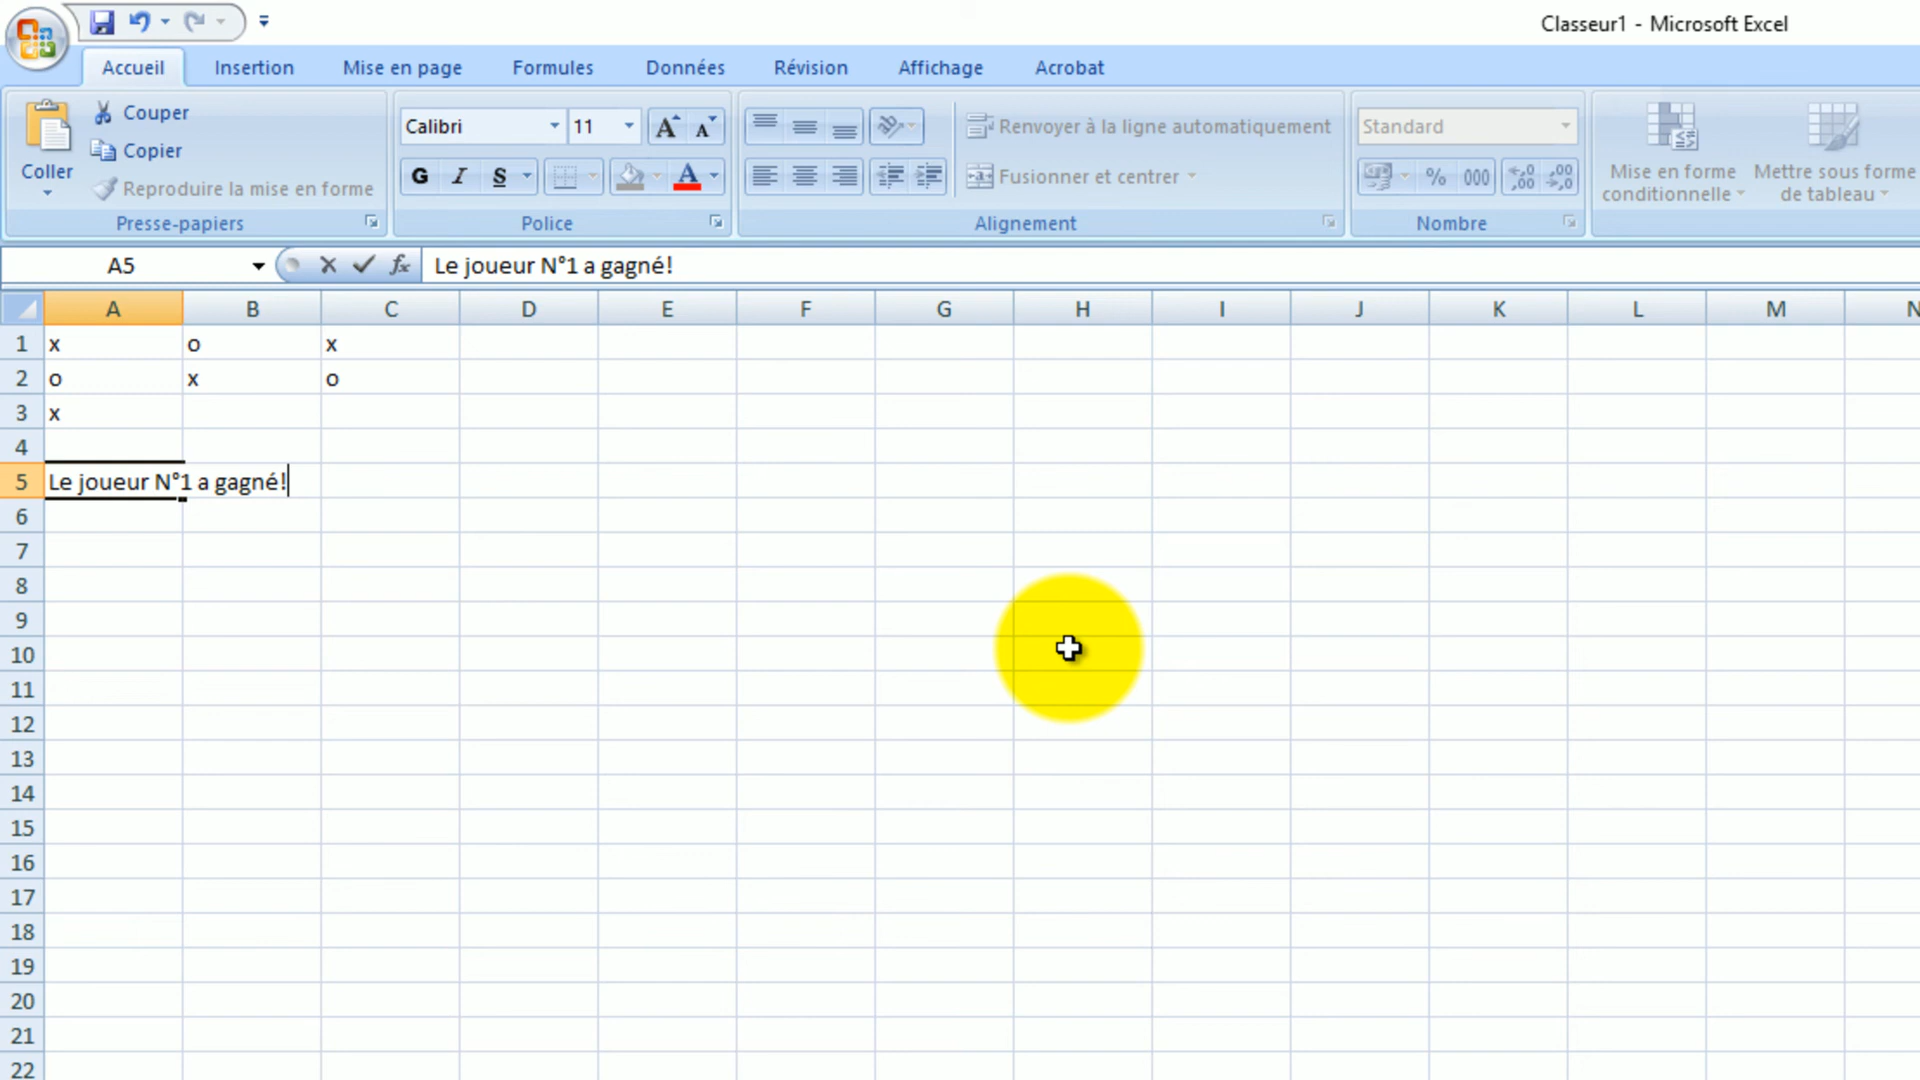 Classeur1 - Microsoft Excel
Accueil Insertion Mise en page Formules Données Révision Affichage Acrobat
Coller
Couper
Copier
Reproduire la mise en forme
Presse-papiers
Calibri 11
G I S A
Police
Renvoyer à la ligne automatiquement
Fusionner et centrer
Alignement
Standard
% 000
Nombre
Mise en forme
conditionnelle
Mettre sous forme
de tableau
A5 fx Le joueur N°1 a gagné!
A B C D E F G H I J K L M N
1 x o x
2 o x o
3 x
4
5 Le joueur N°1 a gagné!
6
7
8
9
10
11
12
13
14
15
16
17
18
19
20
21
22